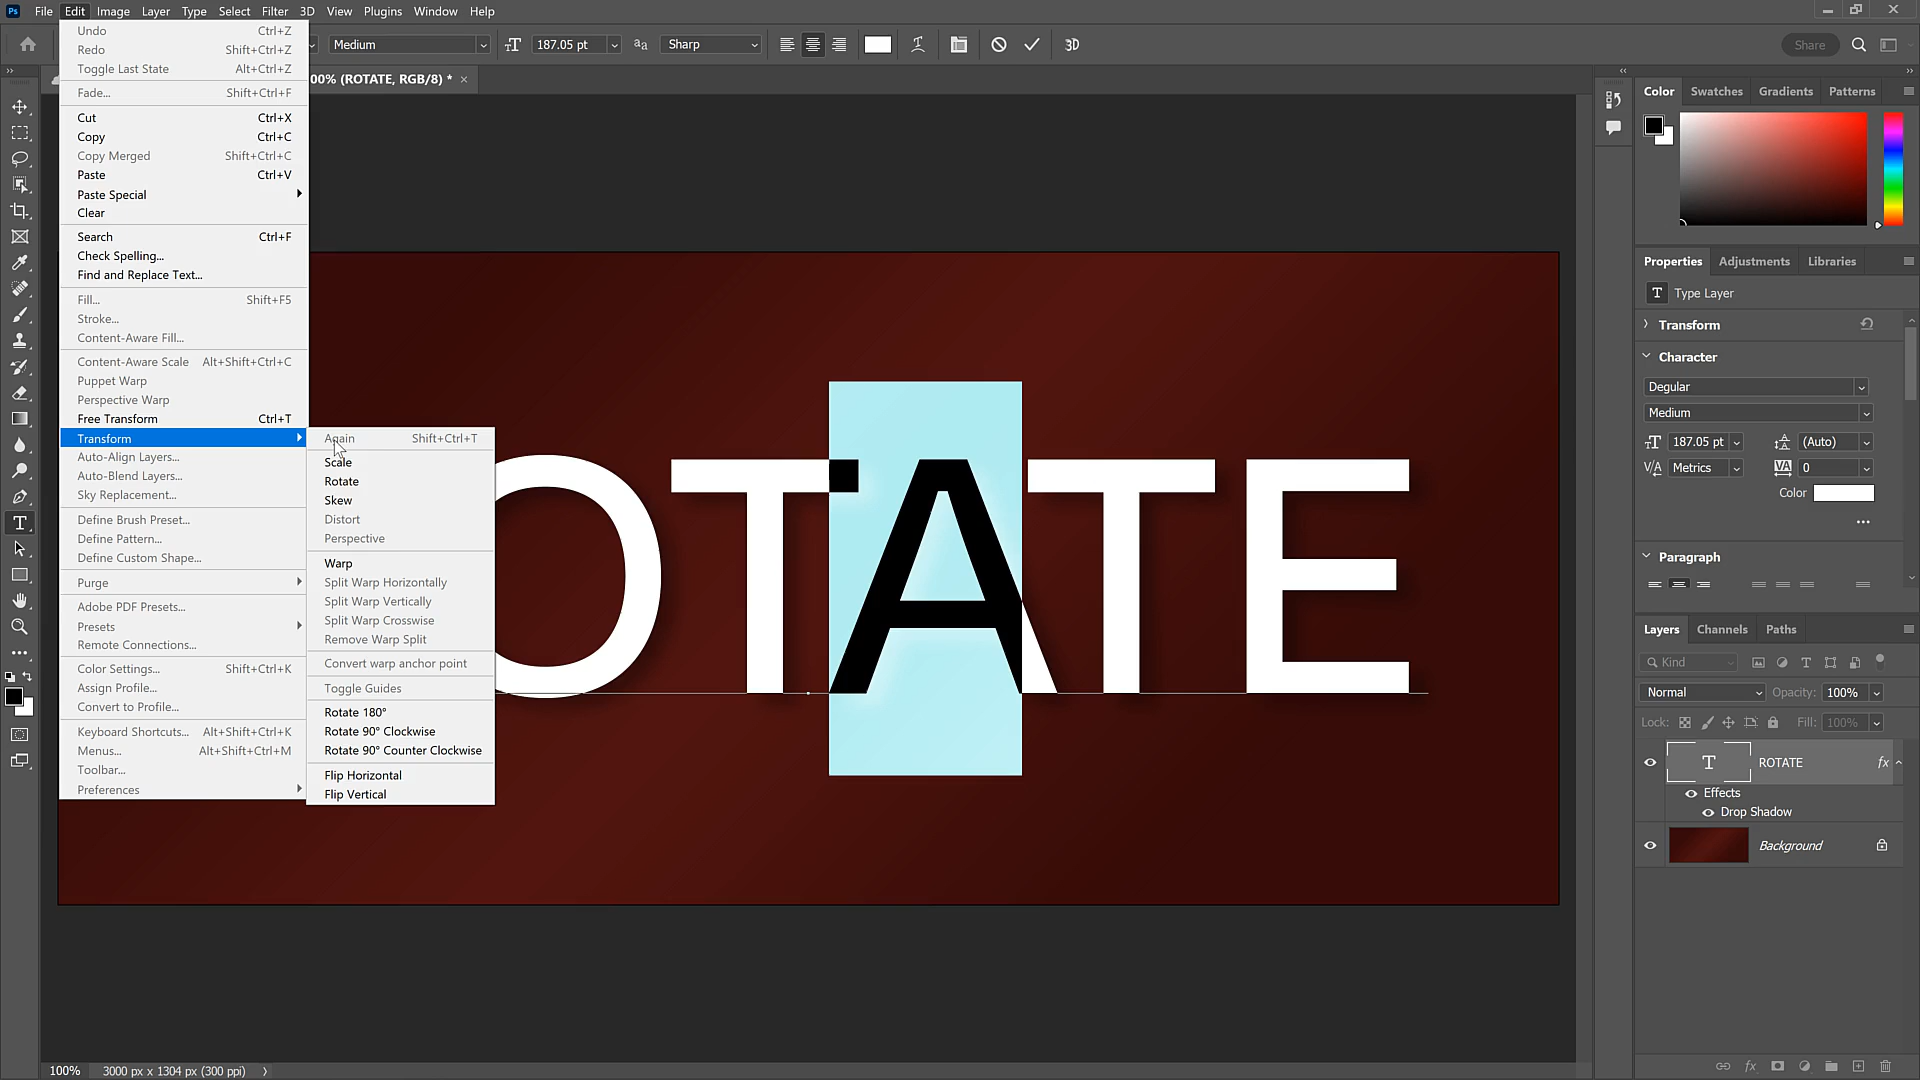 Ps File Edit Image Layer Type Select Filter 3D View Plugins Window Help
Medium 187.05 pt aa Sharp 3D Share
00% (ROTATE, RGB/8) * ×
Undo Ctrl+Z
Redo Shift+Ctrl+Z
Toggle Last State Alt+Ctrl+Z
Fade... Shift+Ctrl+F
Cut Ctrl+X
Copy Ctrl+C
Copy Merged Shift+Ctrl+C
Paste Ctrl+V
Paste Special
Clear
Search Ctrl+F
Check Spelling...
Find and Replace Text...
Fill... Shift+F5
Stroke...
Content-Aware Fill...
Content-Aware Scale Alt+Shift+Ctrl+C
Puppet Warp
Perspective Warp
Free Transform Ctrl+T
Transform
Auto-Align Layers...
Auto-Blend Layers...
Sky Replacement...
Define Brush Preset...
Define Pattern...
Define Custom Shape...
Purge
Adobe PDF Presets...
Presets
Remote Connections...
Color Settings... Shift+Ctrl+K
Assign Profile...
Convert to Profile...
Keyboard Shortcuts... Alt+Shift+Ctrl+K
Menus... Alt+Shift+Ctrl+M
Toolbar...
Preferences
Again Shift+Ctrl+T
Scale
Rotate
Skew
Distort
Perspective
Warp
Split Warp Horizontally
Split Warp Vertically
Split Warp Crosswise
Remove Warp Split
Convert warp anchor point
Toggle Guides
Rotate 180°
Rotate 90° Clockwise
Rotate 90° Counter Clockwise
Flip Horizontal
Flip Vertical
OTATE
Color Swatches Gradients Patterns
Properties Adjustments Libraries
T Type Layer
Transform
Character
Degular
Medium
187.05 pt (Auto)
Metrics 0
Color
Paragraph
Layers Channels Paths
Kind
Normal Opacity: 100%
Lock: Fill: 100%
T ROTATE fx
Effects
Drop Shadow
Background
100% 3000 px x 1304 px (300 ppi)